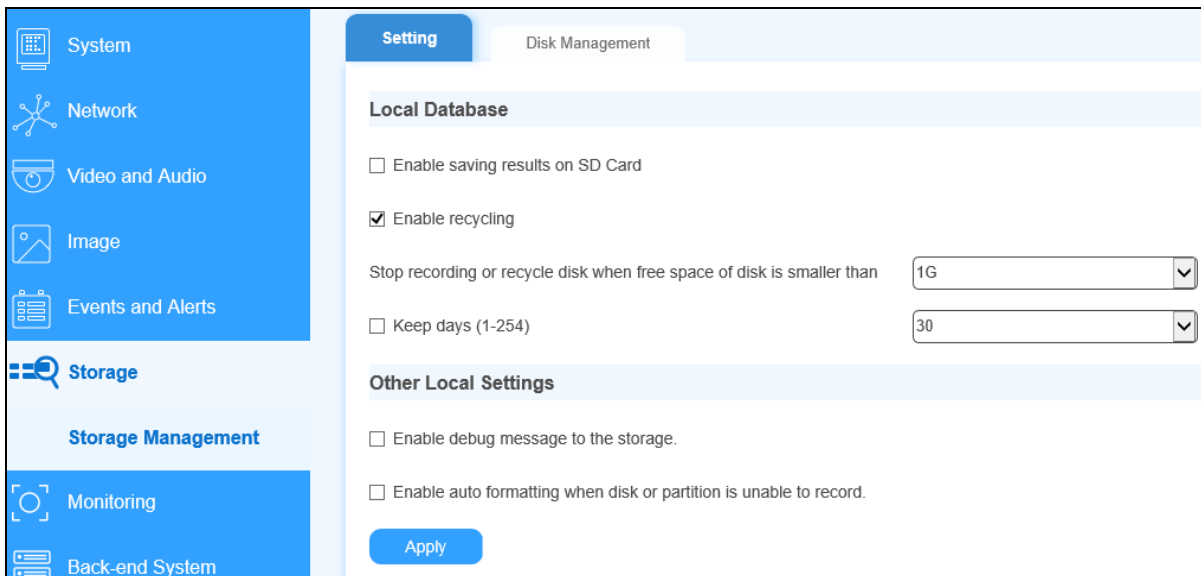 System
Network
Video and Audio
Image
Events and Alerts
Storage
Storage Management
Monitoring
Back-end System
Setting
Disk Management
Local Database
Enable saving results on SD Card
Enable recycling
Stop recording or recycle disk when free space of disk is smaller than 1G
Keep days (1-254) 30
Other Local Settings
Enable debug message to the storage.
Enable auto formatting when disk or partition is unable to record.
Apply